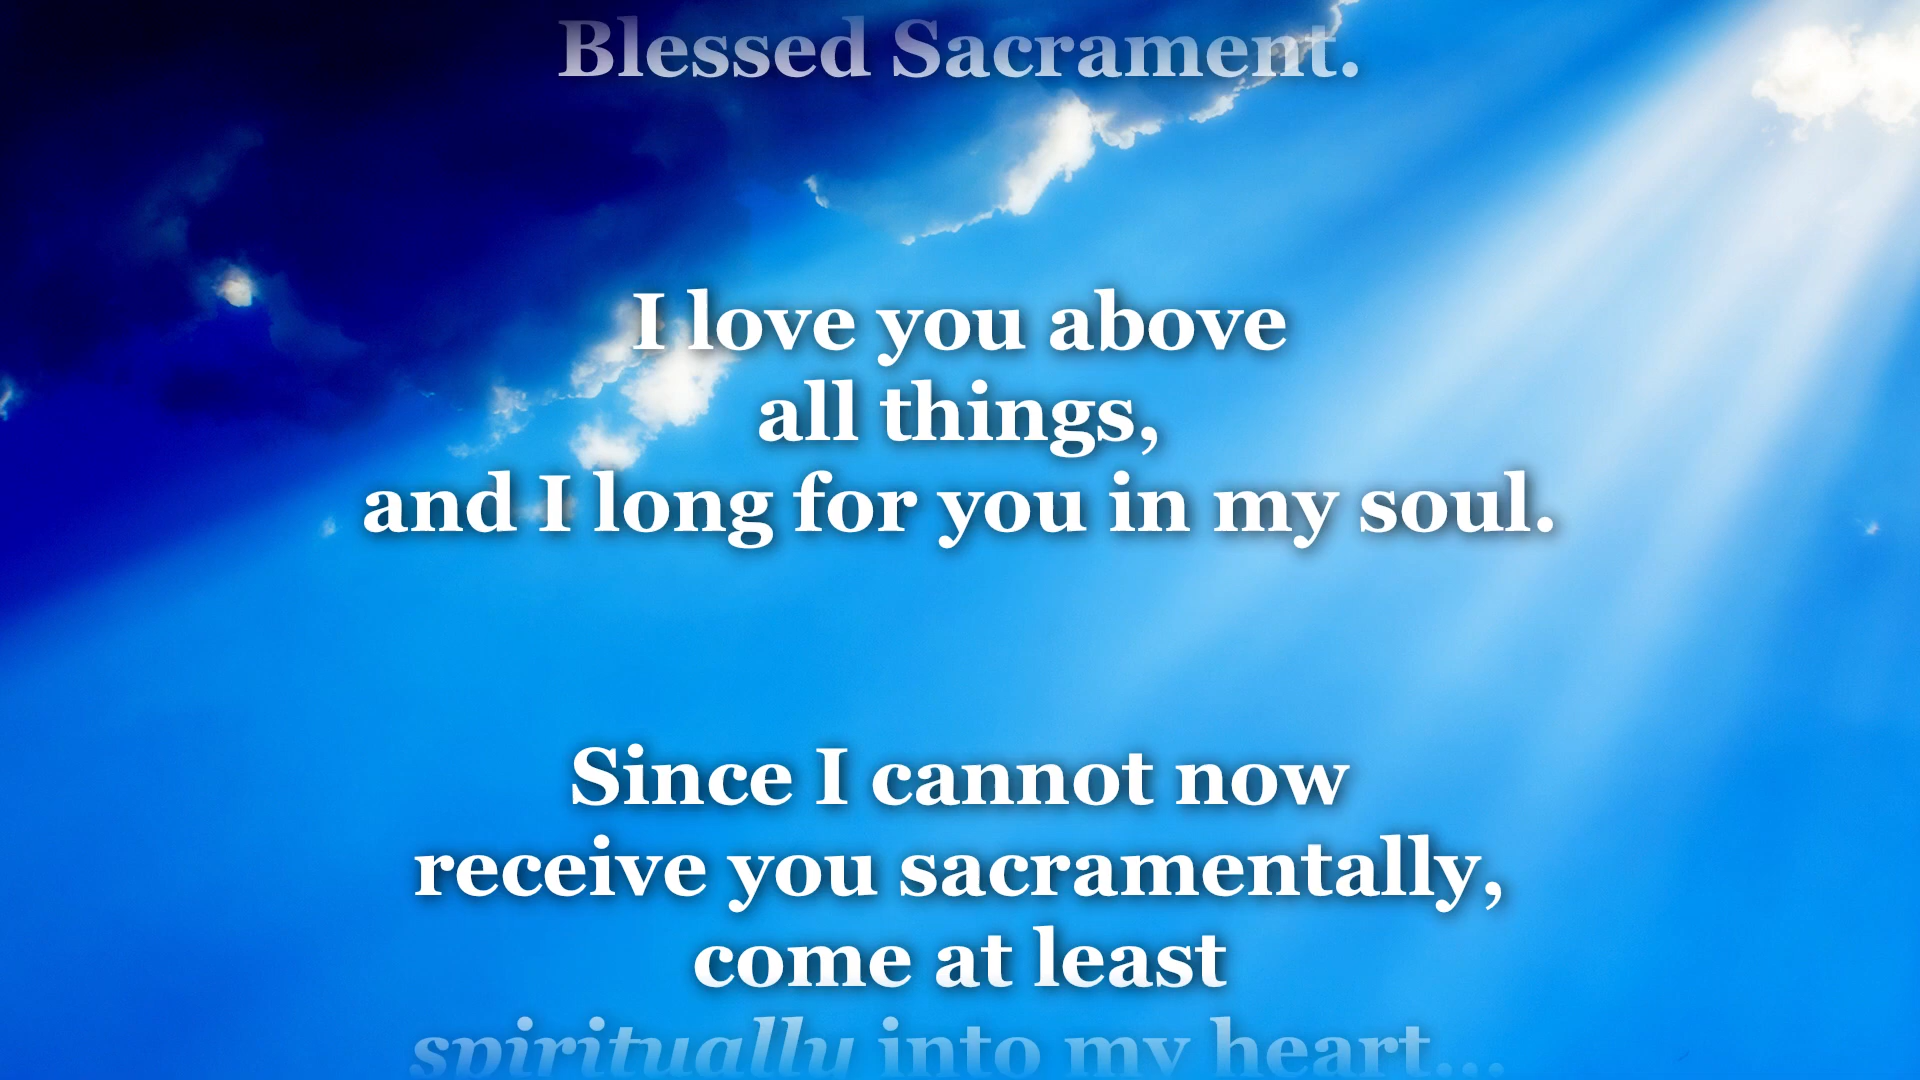 Blessed Sacrament.
I love you above
all things,
and I long for you in my soul.
Since I cannot now
receive you sacramentally,
come at least
spiritually into my heart...